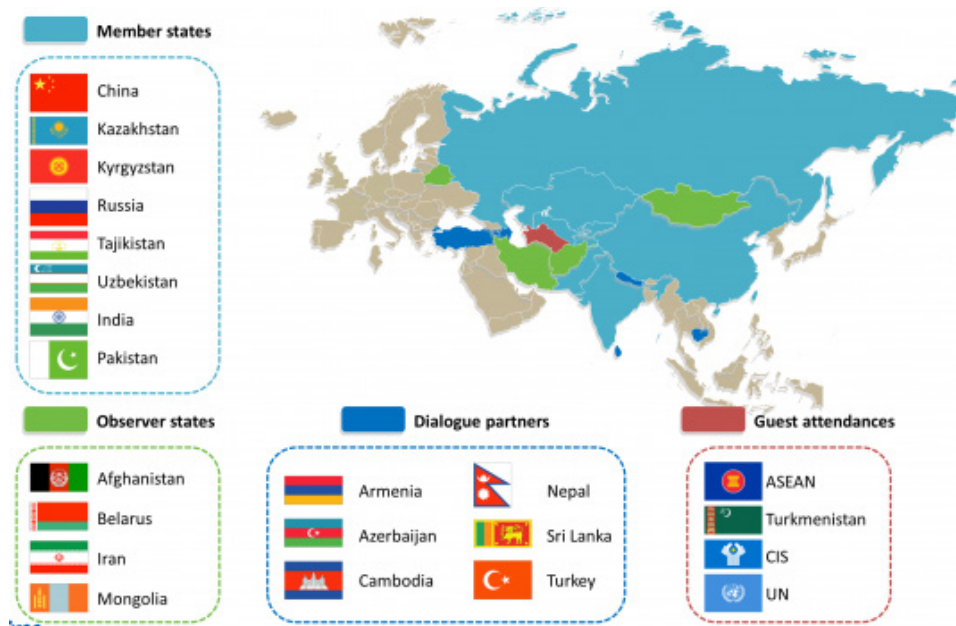 Member states
China
Kazakhstan
Kyrgyzstan
Russia
Tajikistan
Uzbekistan
India
Pakistan
Observer states
Afghanistan
Belarus
Iran
Mongolia
Dialogue partners
Armenia
Azerbaijan
Cambodia
Nepal
Sri Lanka
Turkey
Guest attendances
ASEAN
Turkmenistan
CIS
UN